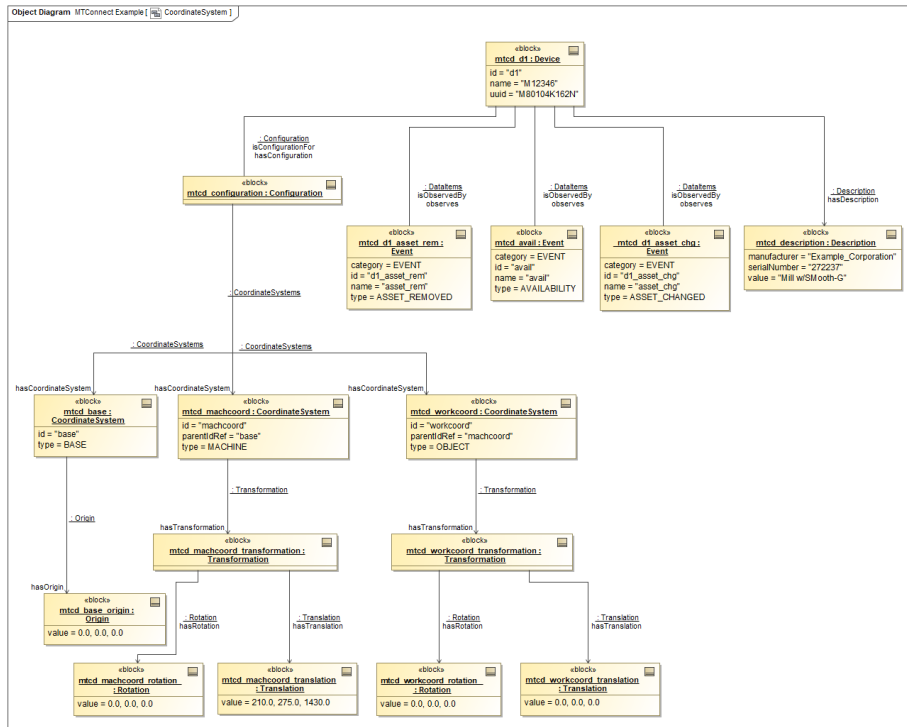 Object Diagram MTConnect Example [ CoordinateSystem ]
«block»
mtcd_d1 : Device
id = "d1"
name = "M12346"
uuid = "M80104K162N"
: Configuration
isConfigurationFor
hasConfiguration
«block»
mtcd_configuration : Configuration
: DataItems
isObservedBy
observes
: DataItems
isObservedBy
observes
: DataItems
isObservedBy
observes
: Description
hasDescription
«block»
mtcd_d1_asset_rem :
Event
category = EVENT
id = "d1_asset_rem"
name = "asset_rem"
type = ASSET_REMOVED
«block»
mtcd_avail : Event
category = EVENT
id = "avail"
name = "avail"
type = AVAILABILITY
«block»
mtcd_d1_asset_chg :
Event
category = EVENT
id = "d1_asset_chg"
name = "asset_chg"
type = ASSET_CHANGED
«block»
mtcd_description : Description
manufacturer = "Example_Corporation"
serialNumber = "272237"
value = "Mill w/SMooth-G"
: CoordinateSystems
: CoordinateSystems
: CoordinateSystems
hasCoordinateSystem
hasCoordinateSystem
hasCoordinateSystem
«block»
mtcd_base :
CoordinateSystem
id = "base"
type = BASE
«block»
mtcd_machcoord : CoordinateSystem
id = "machcoord"
parentIdRef = "base"
type = MACHINE
«block»
mtcd_workcoord : CoordinateSystem
id = "workcoord"
parentIdRef = "machcoord"
type = OBJECT
: Origin
hasOrigin
: Transformation
hasTransformation
: Transformation
hasTransformation
«block»
mtcd_machcoord_transformation :
Transformation
«block»
mtcd_workcoord_transformation :
Transformation
«block»
mtcd_base_origin :
Origin
value = 0.0, 0.0, 0.0
: Rotation
hasRotation
: Translation
hasTranslation
: Rotation
hasRotation
: Translation
hasTranslation
«block»
mtcd_machcoord_rotation
: Rotation
value = 0.0, 0.0, 0.0
«block»
mtcd_machcoord_translation
: Translation
value = 210.0, 275.0, 1430.0
«block»
mtcd_workcoord_rotation
: Rotation
value = 0.0, 0.0, 0.0
«block»
mtcd_workcoord_translation
: Translation
value = 0.0, 0.0, 0.0